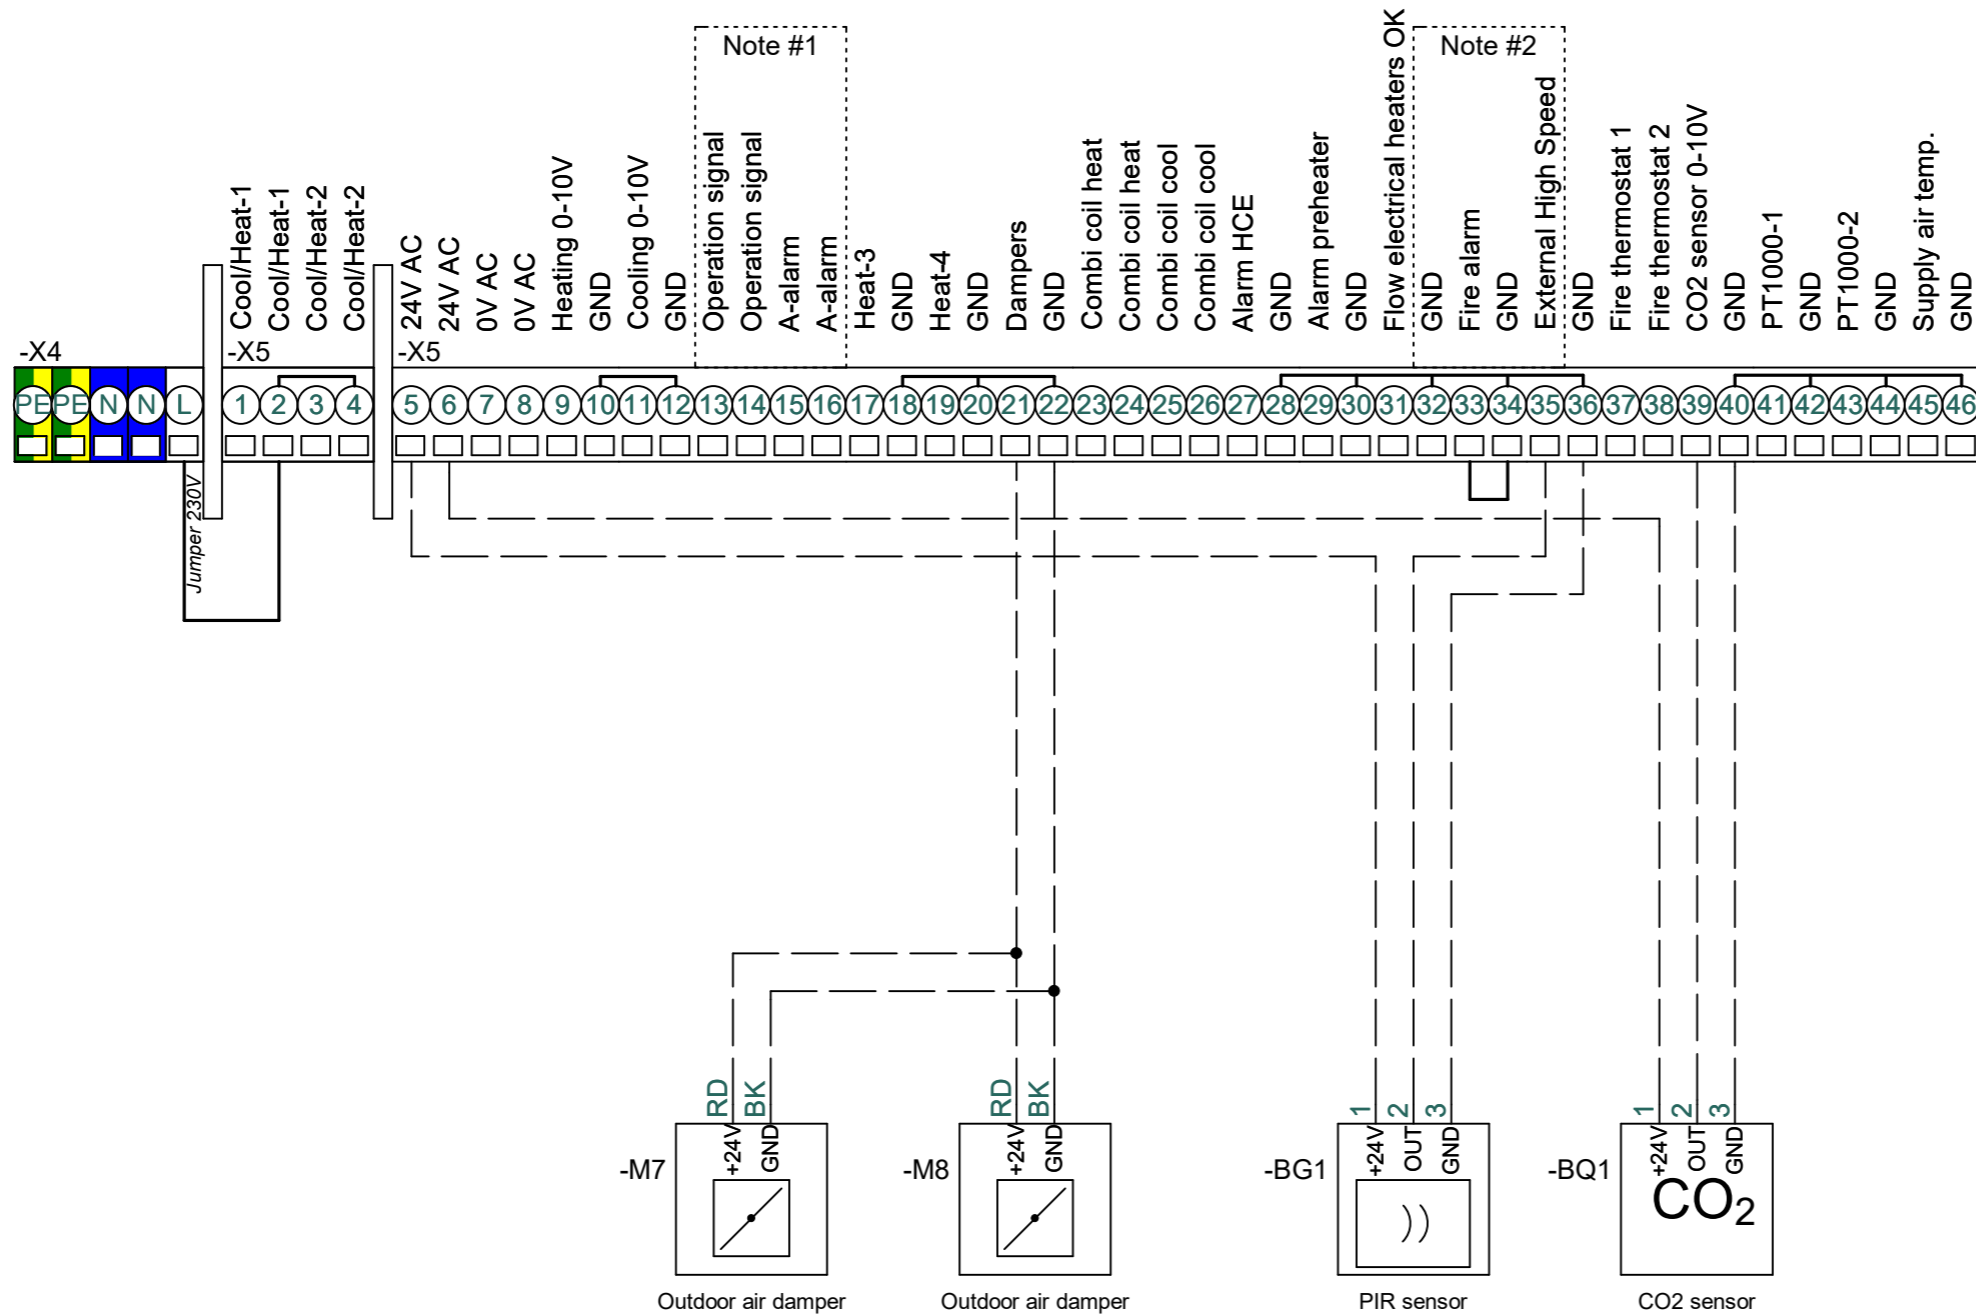 Note #1
Note #2
Cool/Heat-1
Cool/Heat-1
Cool/Heat-2
Cool/Heat-2
24V AC
24V AC
0V AC
0V AC
Heating 0-10V
GND
Cooling 0-10V
GND
Operation signal
Operation signal
A-alarm
A-alarm
Heat-3
GND
Heat-4
GND
Dampers
GND
Combi coil heat
Combi coil heat
Combi coil cool
Combi coil cool
Alarm HCE
GND
Alarm preheater
GND
Flow electrical heaters OK
GND
Fire alarm
GND
External High Speed
GND
Fire thermostat 1
Fire thermostat 2
CO2 sensor 0-10V
GND
PT1000-1
GND
PT1000-2
GND
Supply air temp.
GND
-X4 -X5 -X5
PE PE N N L 1 2 3 4 5 6 7 8 9 10 11 12 13 14 15 16 17 18 19 20 21 22 23 24 25 26 27 28 29 30 31 32 33 34 35 36 37 38 39 40 41 42 43 44 45 46
Jumper 230V
RD BK RD BK 1 2 3 1 2 3
+24V GND +24V GND +24V OUT GND +24V OUT GND
-M7 -M8 -BG1 -BQ1
CO2
Outdoor air damper Outdoor air damper PIR sensor CO2 sensor